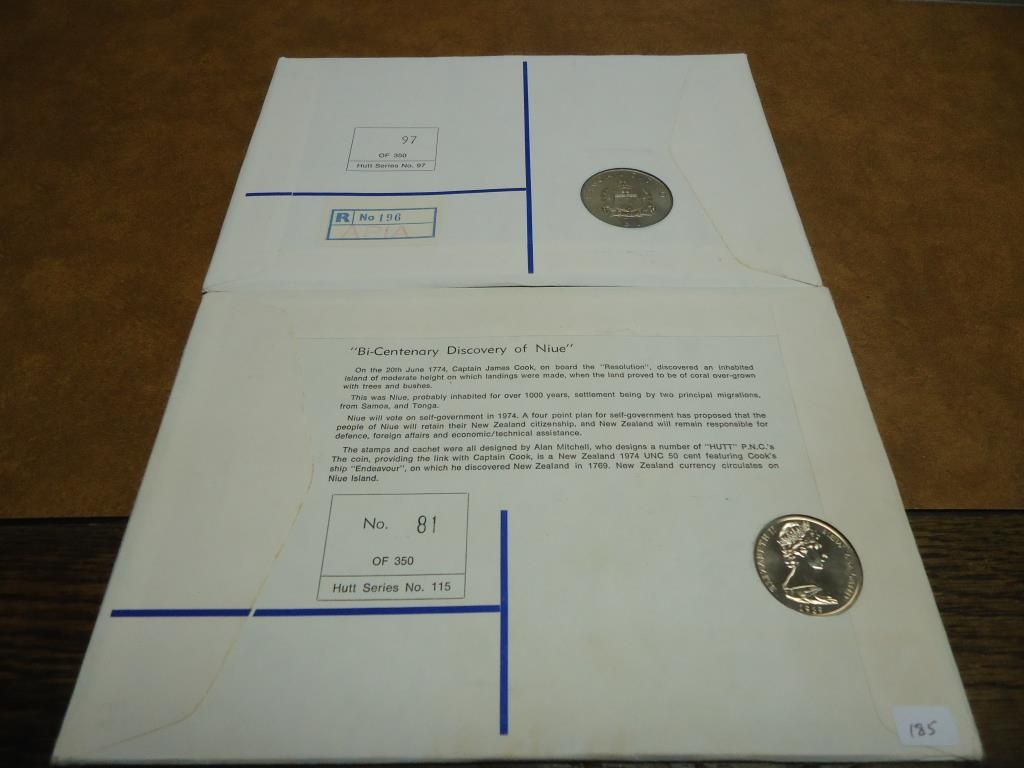 97
OF 350
Hutt Series No. 97
R No 196
APIA
"Bi-Centenary Discovery of Niue"
On the 20th June 1774, Captain James Cook, on board the "Resolution", discovered an inhabited
island of moderate height on which landings were made, when the land proved to be of coral over-grown
with trees and bushes.
This was Niue, probably inhabited for over 1000 years, settlement being by two principal migrations,
from Samoa, and Tonga.
Niue will vote on self-government in 1974. A four point plan for self-government has proposed that the
people of Niue will retain their New Zealand citizenship, and New Zealand will remain responsible for
defence, foreign affairs and economic/technical assistance.
The stamps and cachet were all designed by Alan Mitchell, who designs a number of "HUTT" P.N.C.'s
The coin, providing the link with Captain Cook, is a New Zealand 1974 UNC 50 cent featuring Cook's
ship "Endeavour", on which he discovered New Zealand in 1769. New Zealand currency circulates on
Niue Island.
No. 81
OF 350
Hutt Series No. 115
ELIZABETH II NEW ZEALAND
185